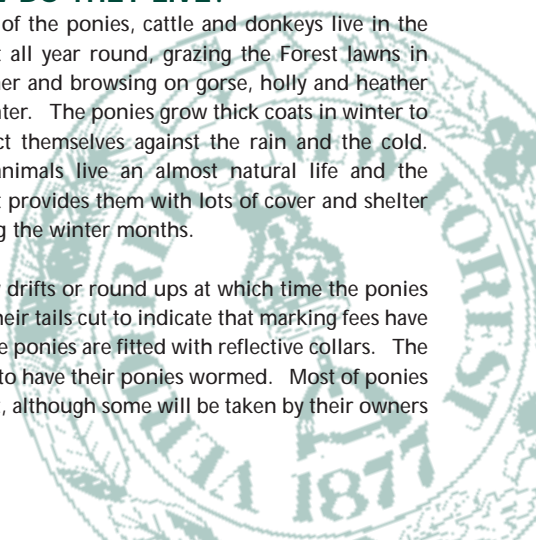 DO THEY LIVE?
of the ponies, cattle and donkeys live in the
all year round, grazing the Forest lawns in
er and browsing on gorse, holly and heather
ter. The ponies grow thick coats in winter to
ct themselves against the rain and the cold.
animals live an almost natural life and the
provides them with lots of cover and shelter
g the winter months.
drifts or round ups at which time the ponies
heir tails cut to indicate that marking fees have
e ponies are fitted with reflective collars. The
to have their ponies wormed. Most of ponies
, although some will be taken by their owners
1877